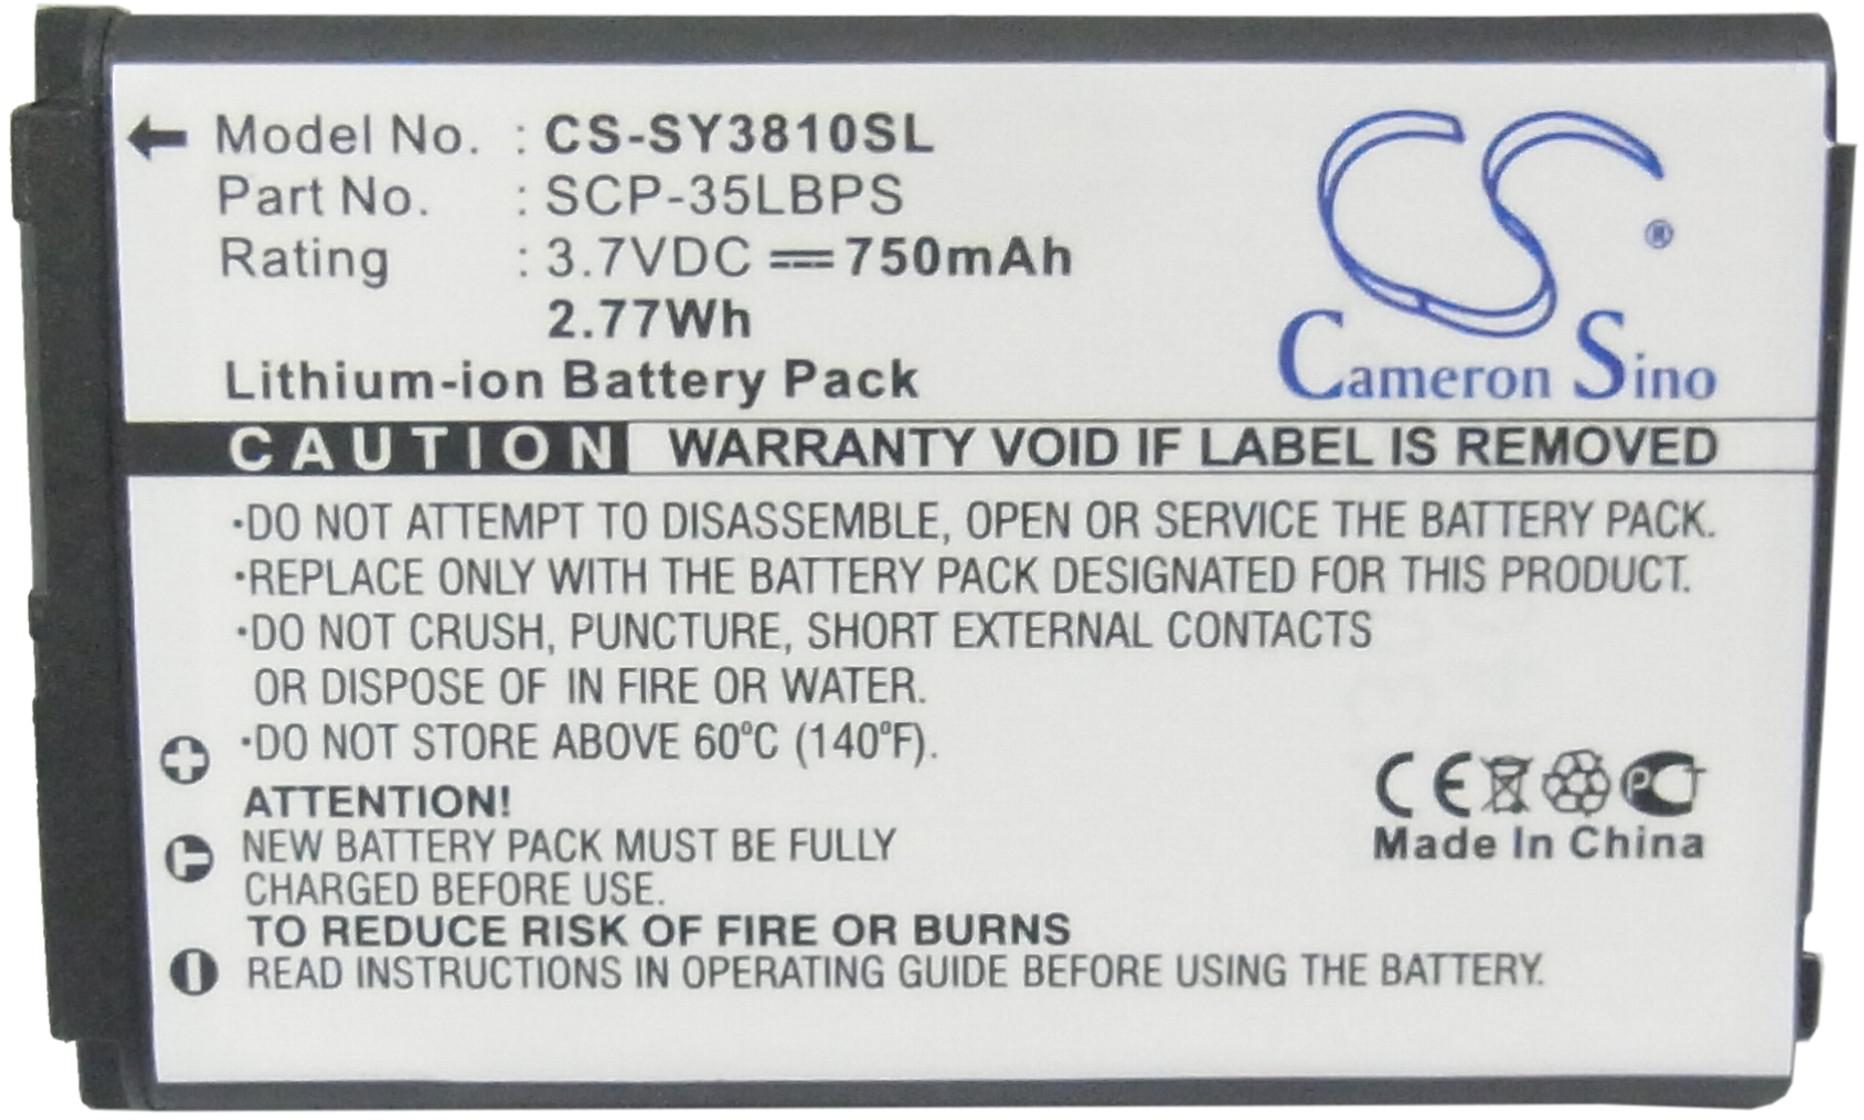 Model No. : CS-SY3810SL
Part No. : SCP-35LBPS
Rating : 3.7VDC ⎓ 750mAh
2.77Wh
Lithium-ion Battery Pack
CS ®
Cameron Sino
CAUTION WARRANTY VOID IF LABEL IS REMOVED
·DO NOT ATTEMPT TO DISASSEMBLE, OPEN OR SERVICE THE BATTERY PACK.
·REPLACE ONLY WITH THE BATTERY PACK DESIGNATED FOR THIS PRODUCT.
·DO NOT CRUSH, PUNCTURE, SHORT EXTERNAL CONTACTS
OR DISPOSE OF IN FIRE OR WATER.
·DO NOT STORE ABOVE 60ºC (140ºF).
ATTENTION!
NEW BATTERY PACK MUST BE FULLY
CHARGED BEFORE USE.
TO REDUCE RISK OF FIRE OR BURNS
READ INSTRUCTIONS IN OPERATING GUIDE BEFORE USING THE BATTERY.
+
T
-
CE PCT
Made In China